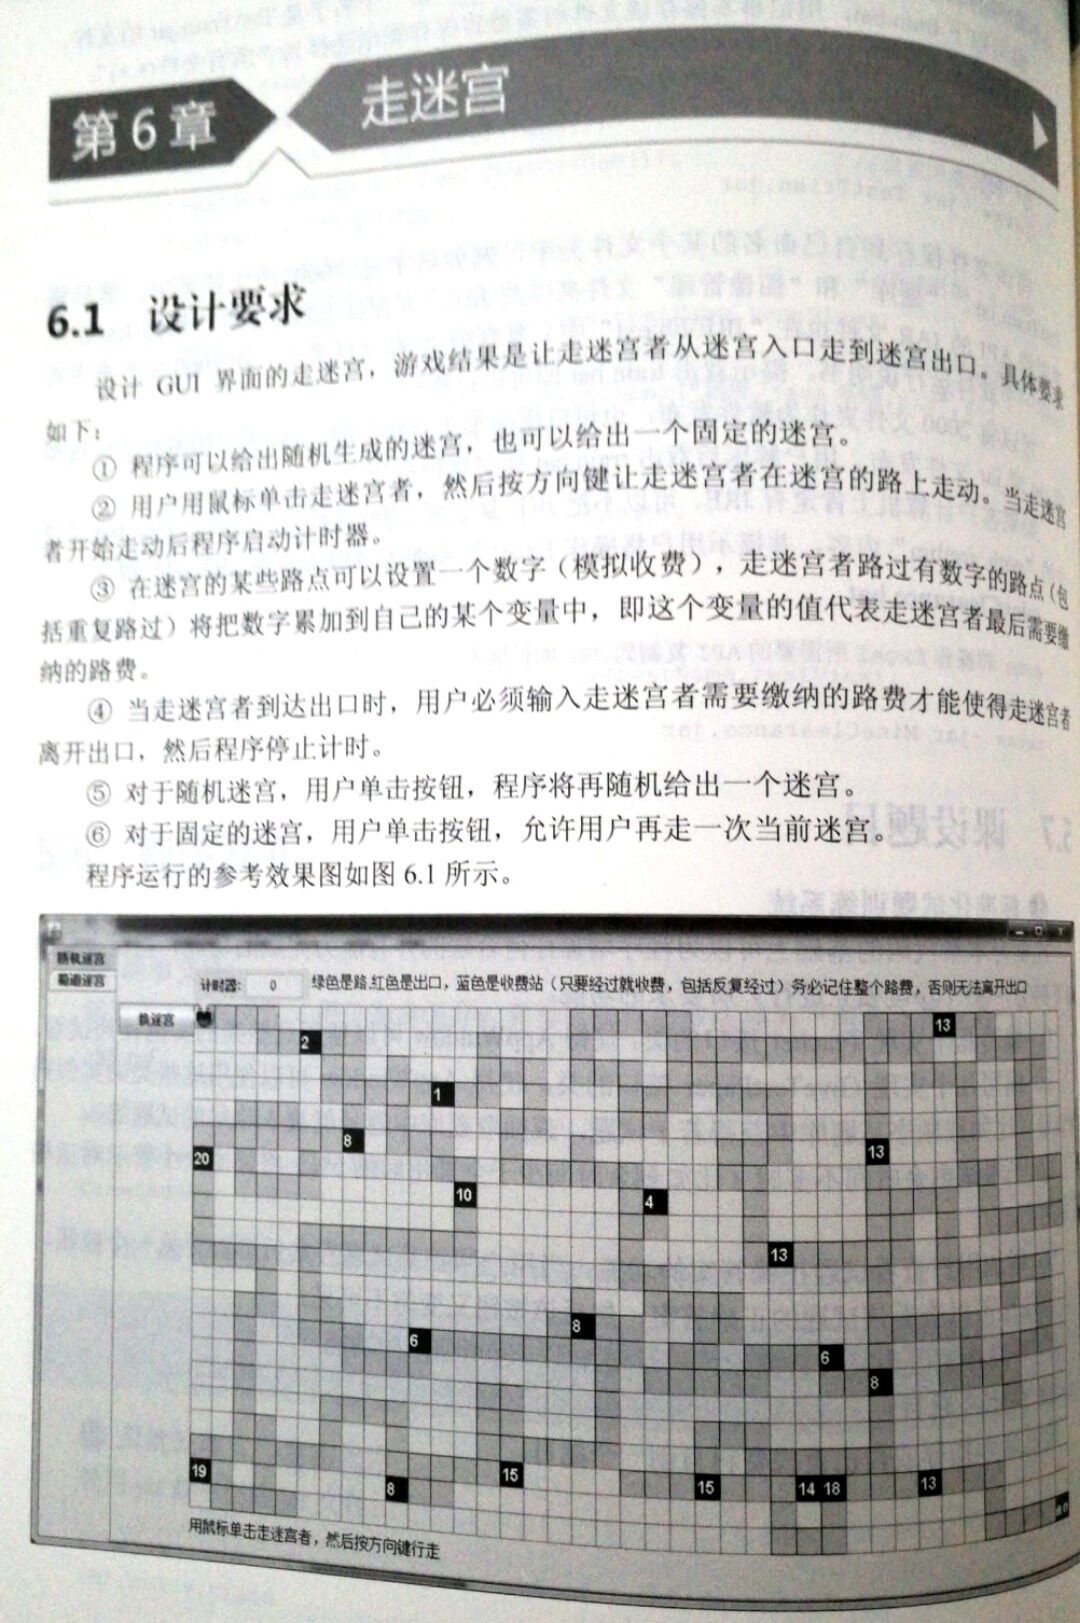 第6章
走迷宫
6.1 设计要求
设计 GUI 界面的走迷宫，游戏结果是让走迷宫者从迷宫入口走到迷宫出口。具体要求
如下：
① 程序可以给出随机生成的迷宫，也可以给出一个固定的迷宫。
② 用户用鼠标单击走迷宫者，然后按方向键让走迷宫者在迷宫的路上走动。当走迷宫
者开始走动后程序启动计时器。
③ 在迷宫的某些路点可以设置一个数字（模拟收费），走迷宫者路过有数字的路点（包
括重复路过）将把数字累加到自己的某个变量中，即这个变量的值代表走迷宫者最后需要缴
纳的路费。
④ 当走迷宫者到达出口时，用户必须输入走迷宫者需要缴纳的路费才能使得走迷宫者
离开出口，然后程序停止计时。
⑤ 对于随机迷宫，用户单击按钮，程序将再随机给出一个迷宫。
⑥ 对于固定的迷宫，用户单击按钮，允许用户再走一次当前迷宫。
程序运行的参考效果图如图 6.1 所示。
随机迷宫
蜀道迷宫
计时器: 0 绿色是路,红色是出口，蓝色是收费站（只要经过就收费，包括反复经过）务必记住整个路费，否则无法离开出口
换迷宫
13
2
1
8
13
20
10
4
13
8
6
6
8
19
8
15
15
14 18
13
出口
用鼠标单击走迷宫者，然后按方向键行走